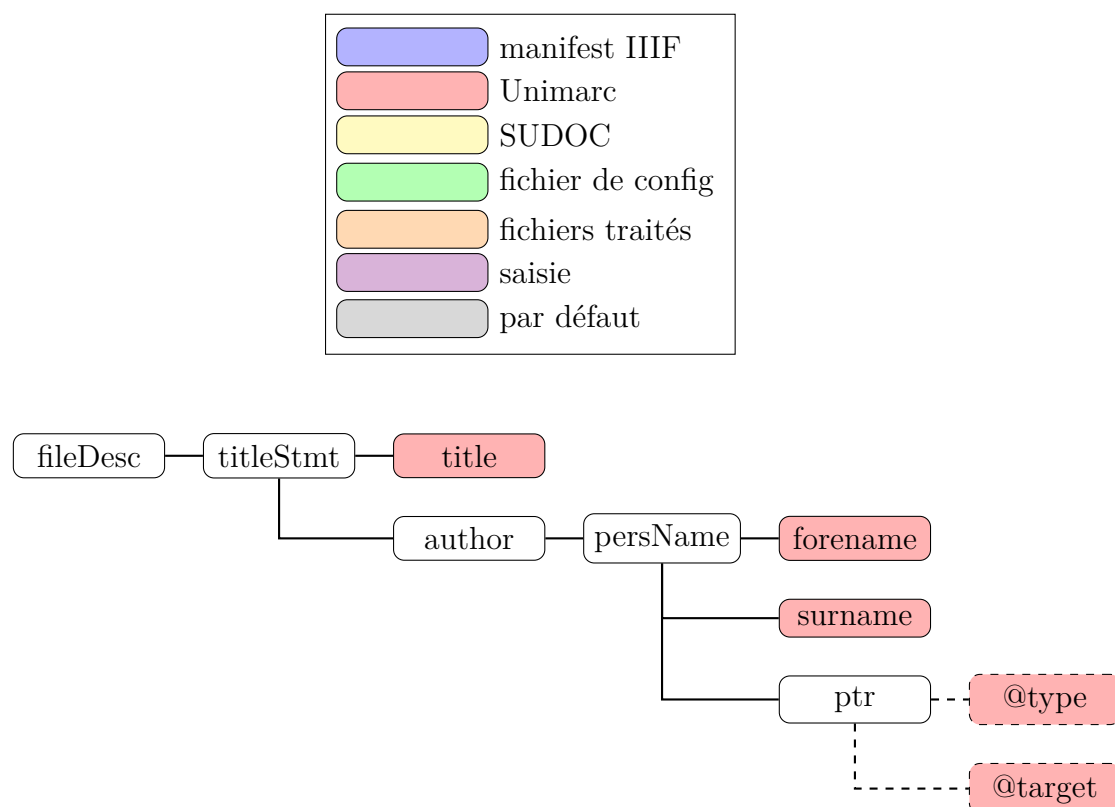 manifest IIIF
Unimarc
SUDOC
fichier de config
fichiers traités
saisie
par défaut
fileDesc titleStmt title
author persName forename
surname
ptr @type
@target